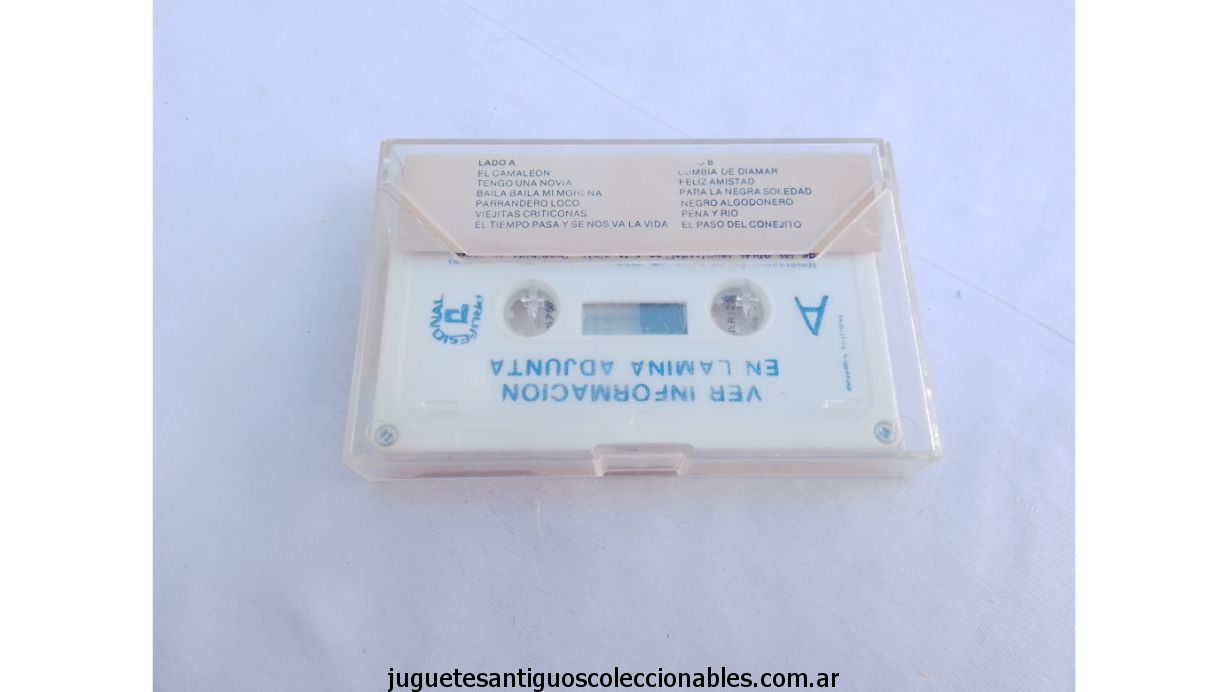 LADO A
EL CAMALEON
TENGO UNA NOVIA
BAILA BAILA MI MORENA
PARRANDERO LOCO
VIEJITAS CRITICONAS
EL TIEMPO PASA Y SE NOS VA LA VIDA
B
CUMBIA DE DIAMAR
FELIZ AMISTAD
PARA LA NEGRA SOLEDAD
NEGRO ALGODONERO
PENA Y RIO
EL PASO DEL CONEJITO
A
PROFESIONAL
VER INFORMACION
EN LAMINA ADJUNTA
juguetesantiguoscoleccionables.com.ar